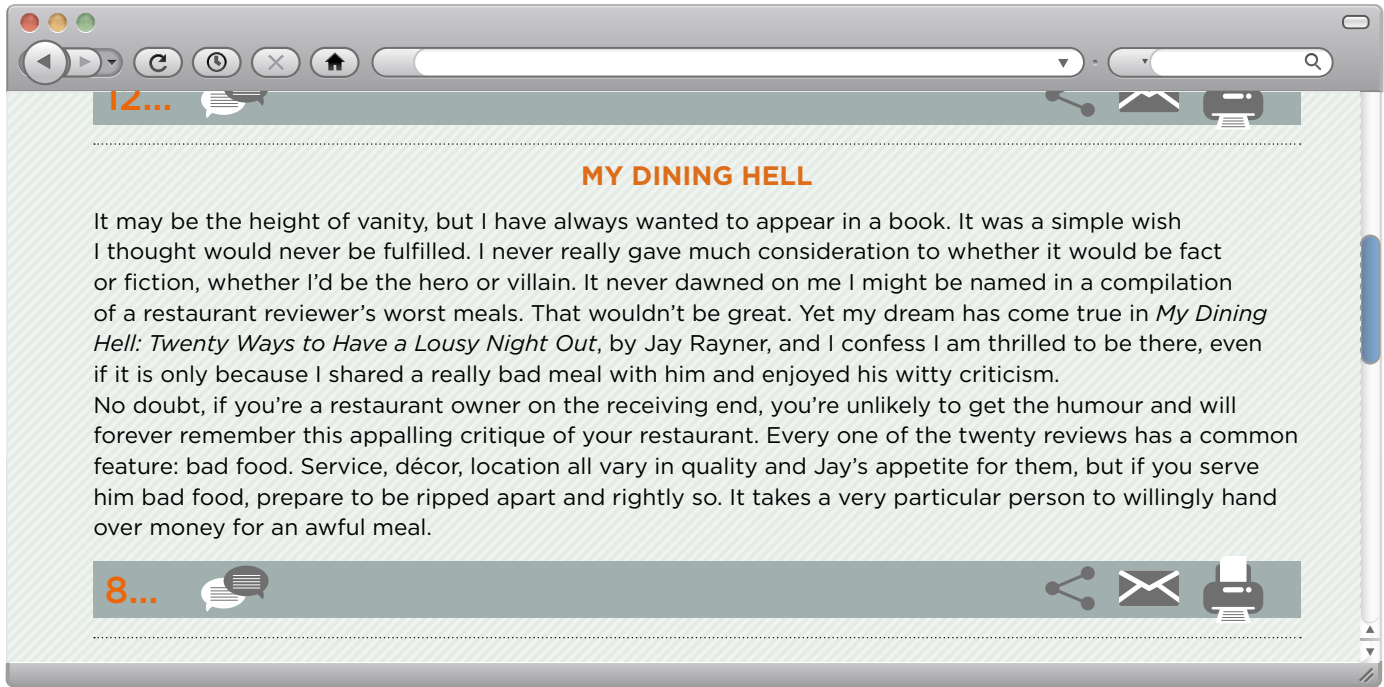 12...
MY DINING HELL
It may be the height of vanity, but I have always wanted to appear in a book. It was a simple wish
I thought would never be fulfilled. I never really gave much consideration to whether it would be fact
or fiction, whether I'd be the hero or villain. It never dawned on me I might be named in a compilation
of a restaurant reviewer's worst meals. That wouldn't be great. Yet my dream has come true in My Dining
Hell: Twenty Ways to Have a Lousy Night Out, by Jay Rayner, and I confess I am thrilled to be there, even
if it is only because I shared a really bad meal with him and enjoyed his witty criticism.
No doubt, if you're a restaurant owner on the receiving end, you're unlikely to get the humour and will
forever remember this appalling critique of your restaurant. Every one of the twenty reviews has a common
feature: bad food. Service, décor, location all vary in quality and Jay's appetite for them, but if you serve
him bad food, prepare to be ripped apart and rightly so. It takes a very particular person to willingly hand
over money for an awful meal.
8...